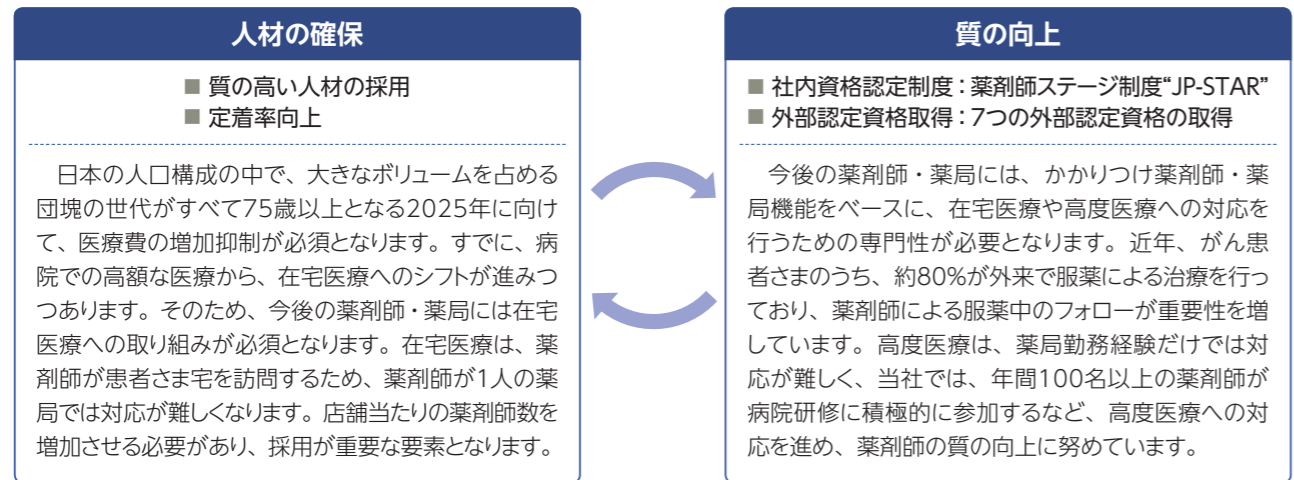 人材の確保
■ 質の高い人材の採用
■ 定着率向上
日本の人口構成の中で、大きなボリュームを占める
団塊の世代がすべて75歳以上となる2025年に向け
て、医療費の増加抑制が必須となります。すでに、病
院での高額な医療から、在宅医療へのシフトが進みつ
つあります。そのため、今後の薬剤師・薬局には在宅
医療への取り組みが必須となります。在宅医療は、薬
剤師が患者さま宅を訪問するため、薬剤師が1人の薬
局では対応が難しくなります。店舗当たりの薬剤師数を
増加させる必要があり、採用が重要な要素となります。
質の向上
■ 社内資格認定制度：薬剤師ステージ制度“JP-STAR”
■ 外部認定資格取得：7つの外部認定資格の取得
今後の薬剤師・薬局には、かかりつけ薬剤師・薬
局機能をベースに、在宅医療や高度医療への対応を
行うための専門性が必要となります。近年、がん患
者さまのうち、約80%が外来で服薬による治療を行っ
ており、薬剤師による服薬中のフォローが重要性を増
しています。高度医療は、薬局勤務経験だけでは対
応が難しく、当社では、年間100名以上の薬剤師が
病院研修に積極的に参加するなど、高度医療への対
応を進め、薬剤師の質の向上に努めています。